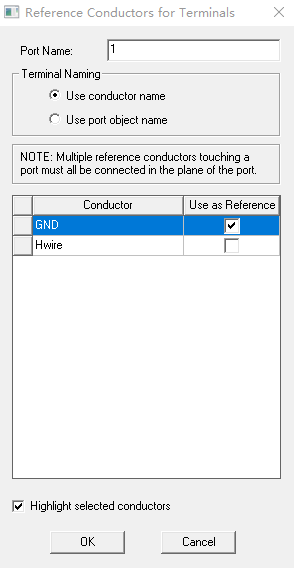 Reference Conductors for Terminals
Port Name: 1
Terminal Naming
Use conductor name
Use port object name
NOTE: Multiple reference conductors touching a
port must all be connected in the plane of the port.
Conductor Use as Reference
GND
Hwire
Highlight selected conductors
OK Cancel